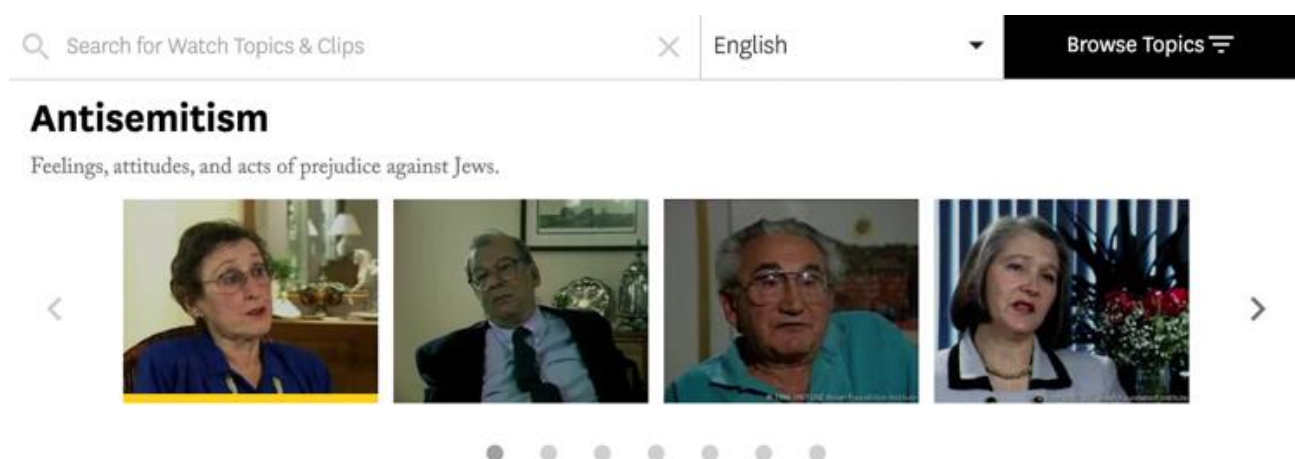 Search for Watch Topics & Clips
English
Browse Topics
Antisemitism
Feelings, attitudes, and acts of prejudice against Jews.